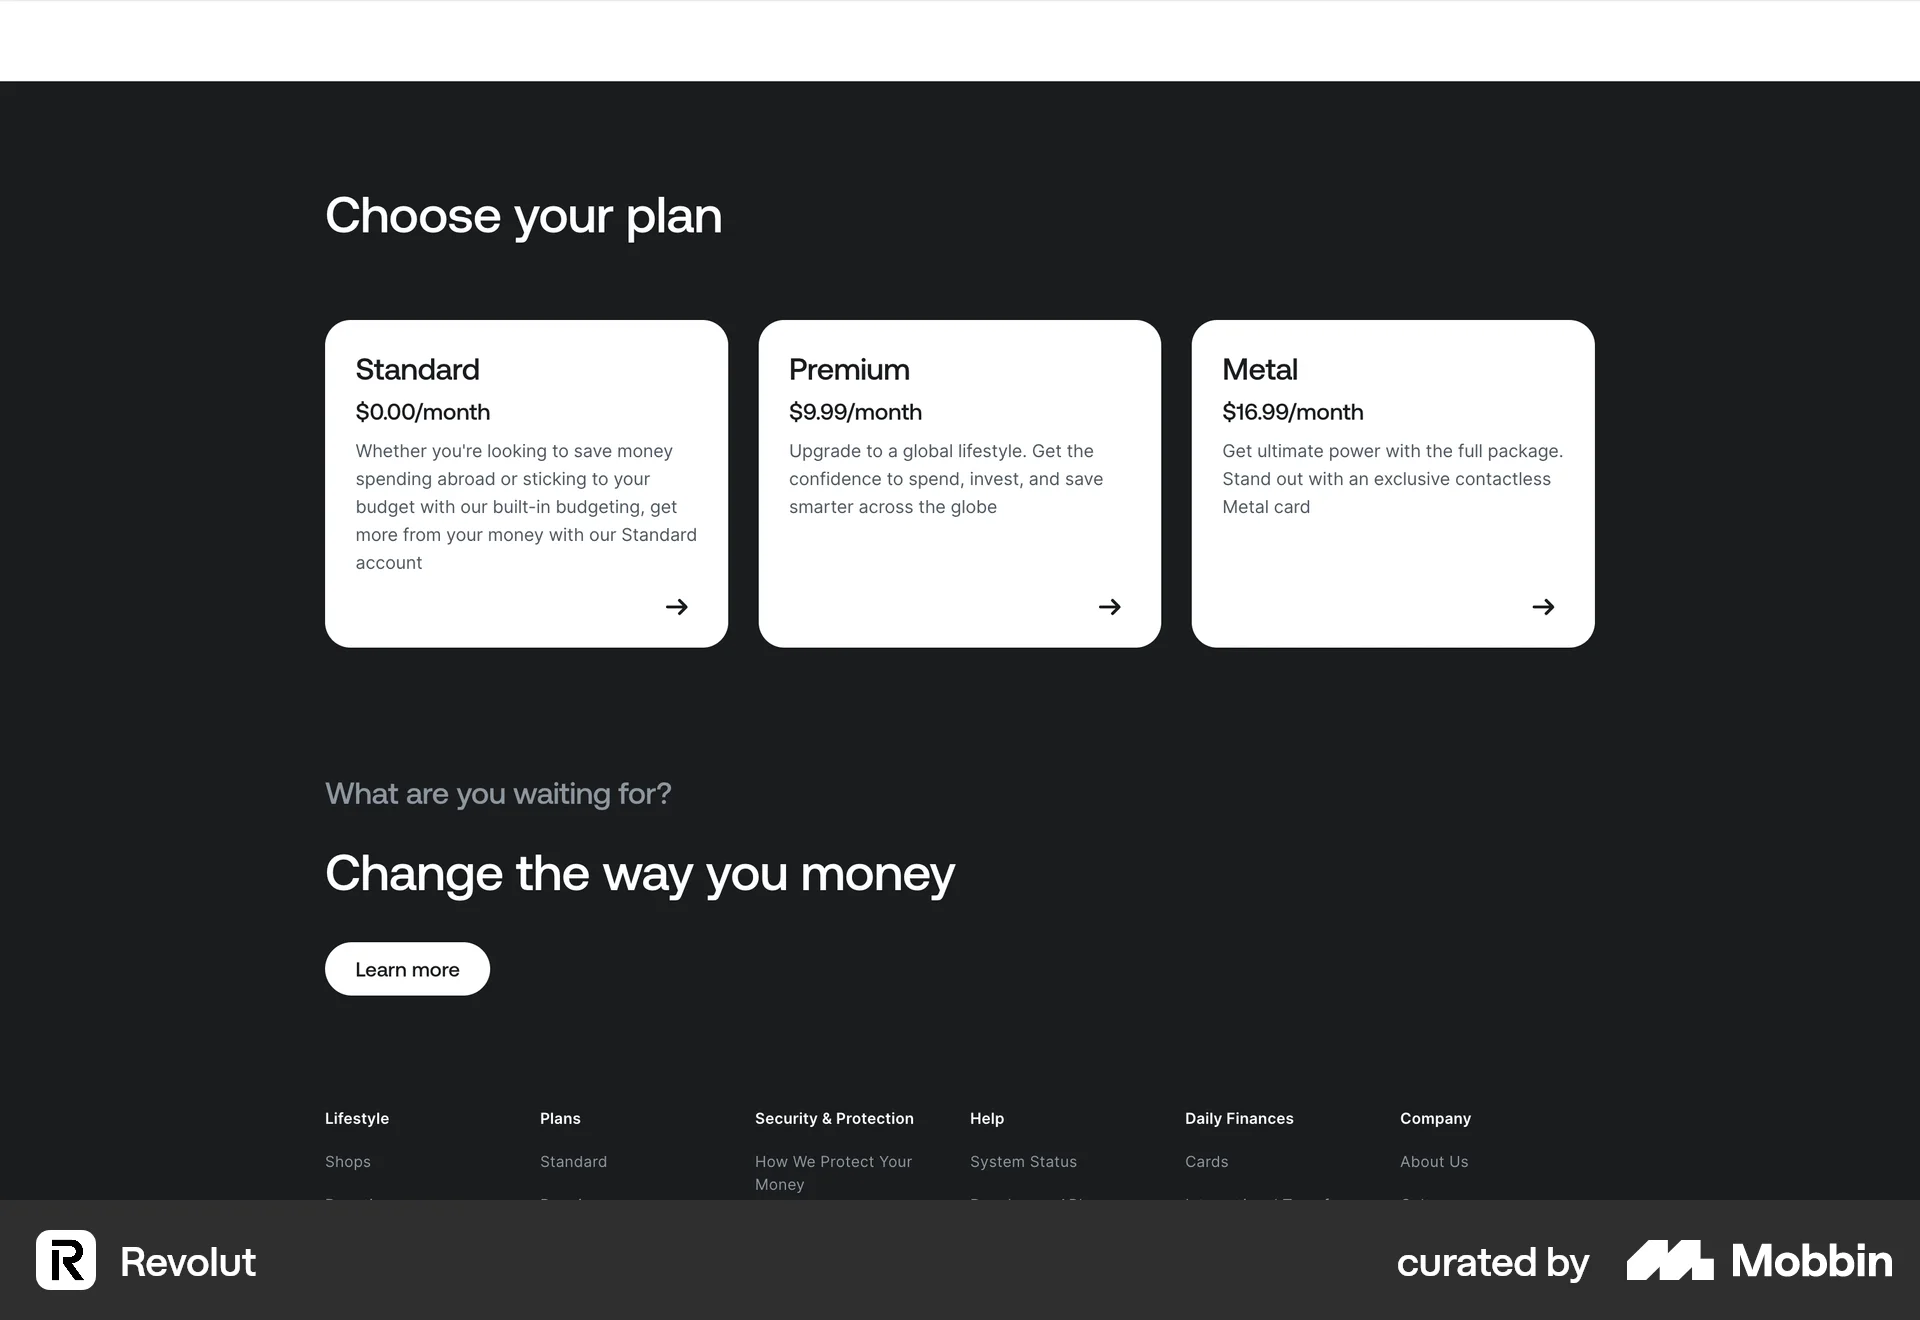 Choose your plan
Standard
$0.00/month
Whether you're looking to save money
spending abroad or sticking to your
budget with our built-in budgeting, get
more from your money with our Standard
account
Premium
$9.99/month
Upgrade to a global lifestyle. Get the
confidence to spend, invest, and save
smarter across the globe
Metal
$16.99/month
Get ultimate power with the full package.
Stand out with an exclusive contactless
Metal card
What are you waiting for?
Change the way you money
Learn more
Lifestyle
Shops
Plans
Standard
Security & Protection
How We Protect Your
Money
Help
System Status
Daily Finances
Cards
Company
About Us
Revolut
curated by Mobbin